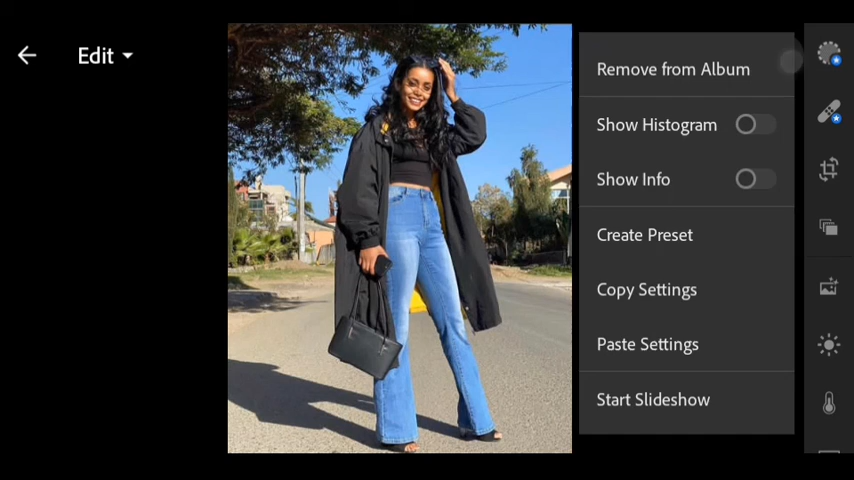 Edit
Remove from Album
Show Histogram
Show Info
Create Preset
Copy Settings
Paste Settings
Start Slideshow